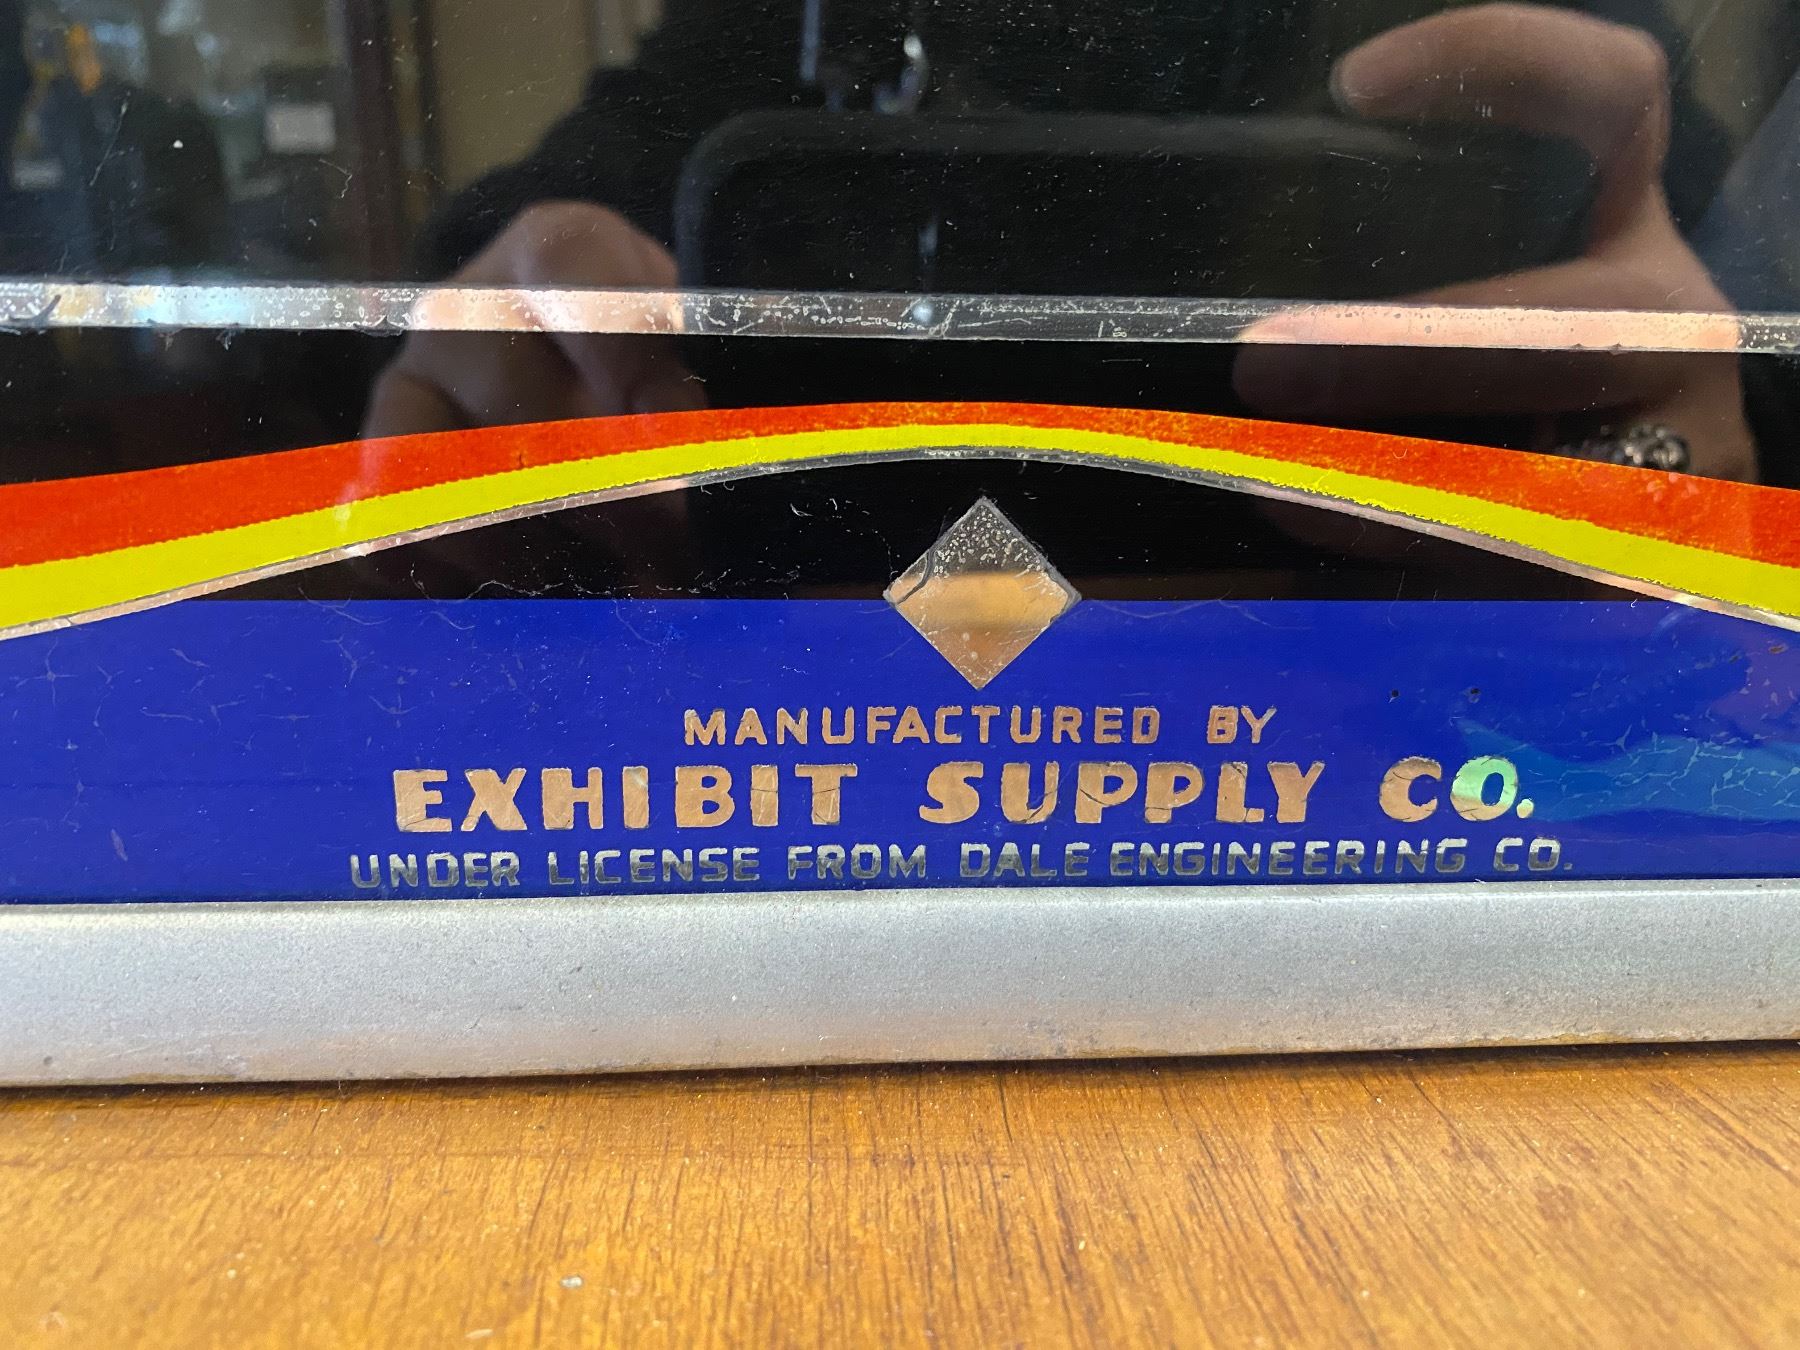 MANUFACTURED BY
EXHIBIT SUPPLY CO.
UNDER LICENSE FROM DALE ENGINEERING CO.